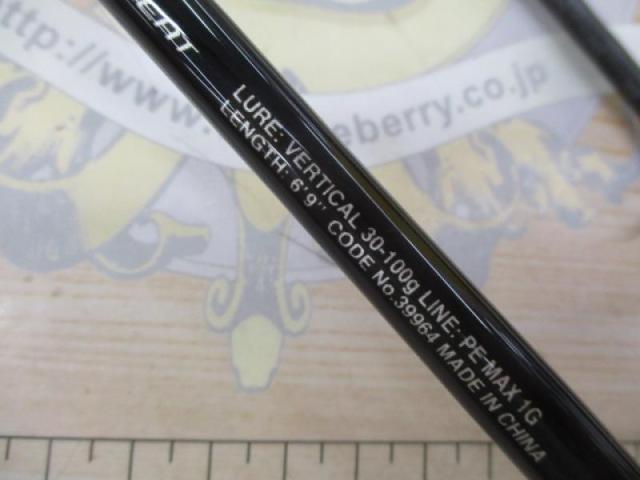 LURE: VERTICAL 30-100g LINE: PE MAX 1G
LENGTH: 6'9" CODE No.39964 MADE IN CHINA
http://www.
eberry.co.jp